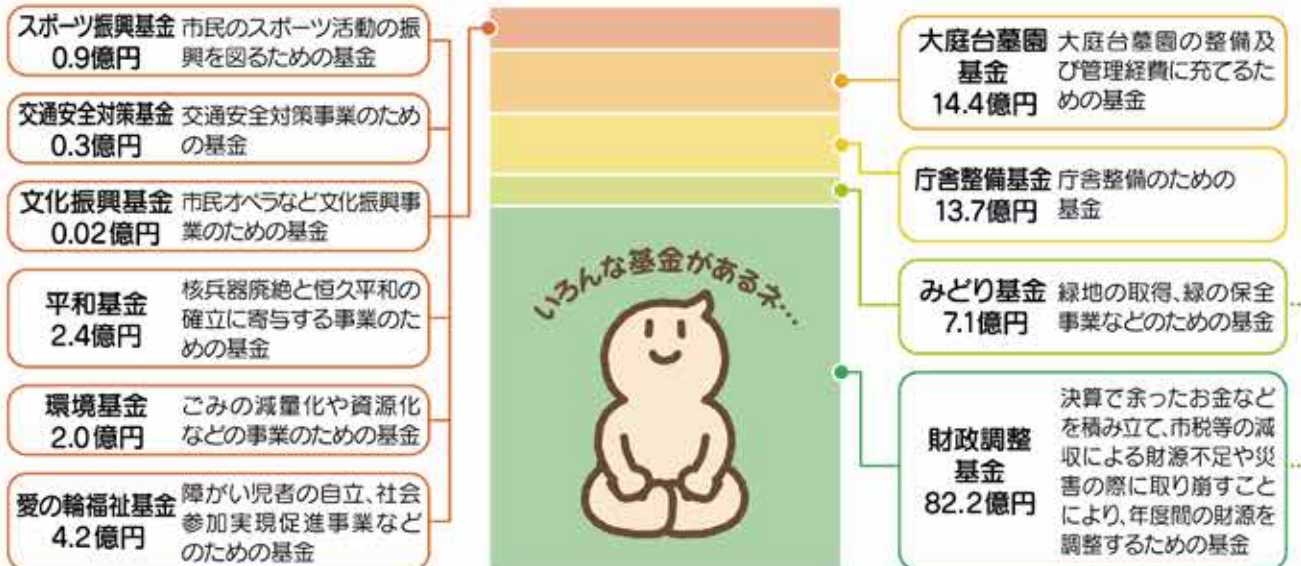 スポーツ振興基金
0.9億円
市民のスポーツ活動の振
興を図るための基金
交通安全対策基金
0.3億円
交通安全対策事業のため
の基金
文化振興基金
0.02億円
市民オペラなど文化振興事
業のための基金
平和基金
2.4億円
核兵器廃絶と恒久平和の
確立に寄与する事業のた
めの基金
環境基金
2.0億円
ごみの減量化や資源化
などの事業のための基金
愛の輪福祉基金
4.2億円
障がい児者の自立、社会
参加実現促進事業など
のための基金
いろんな基金があるネ…
大庭台墓園
基金
14.4億円
大庭台墓園の整備及
び管理経費に充てるた
めの基金
庁舎整備基金
13.7億円
庁舎整備のための
基金
みどり基金
7.1億円
緑地の取得、緑の保全
事業などのための基金
財政調整
基金
82.2億円
決算で余ったお金など
を積み立て、市税等の減
収による財源不足や災
害の際に取り崩すこと
により、年度間の財源を
調整するための基金